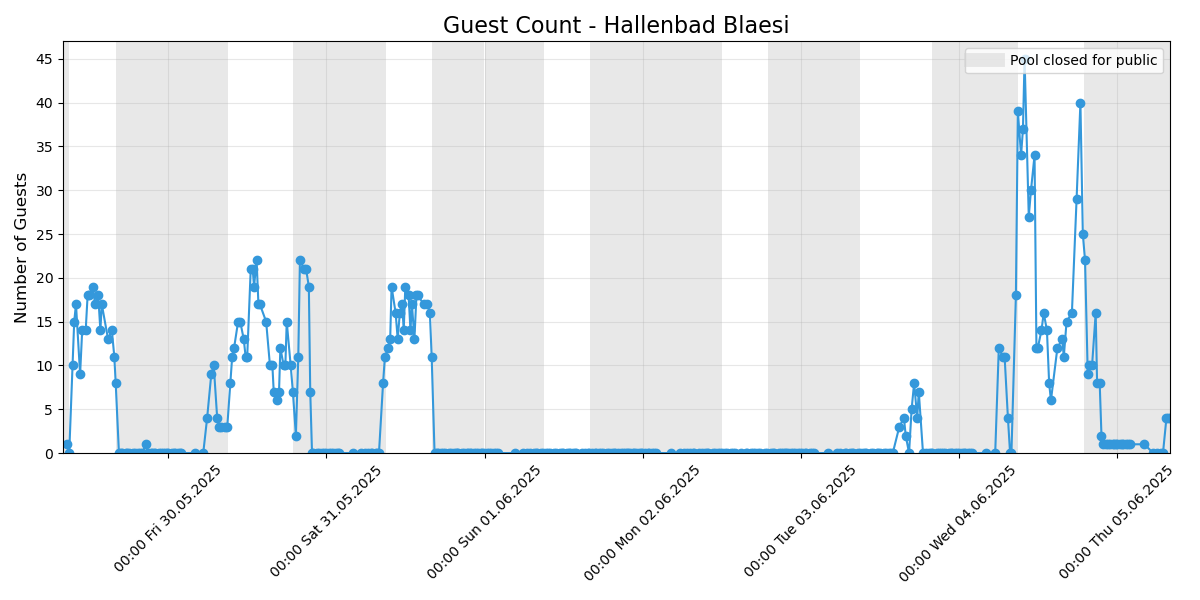 Guest Count - Hallenbad Blaesi
Pool closed for public
Number of Guests
45
40
35
30
25
20
15
10
5
0
00:00 Fri 30.05.2025
00:00 Sat 31.05.2025
00:00 Sun 01.06.2025
00:00 Mon 02.06.2025
00:00 Tue 03.06.2025
00:00 Wed 04.06.2025
00:00 Thu 05.06.2025